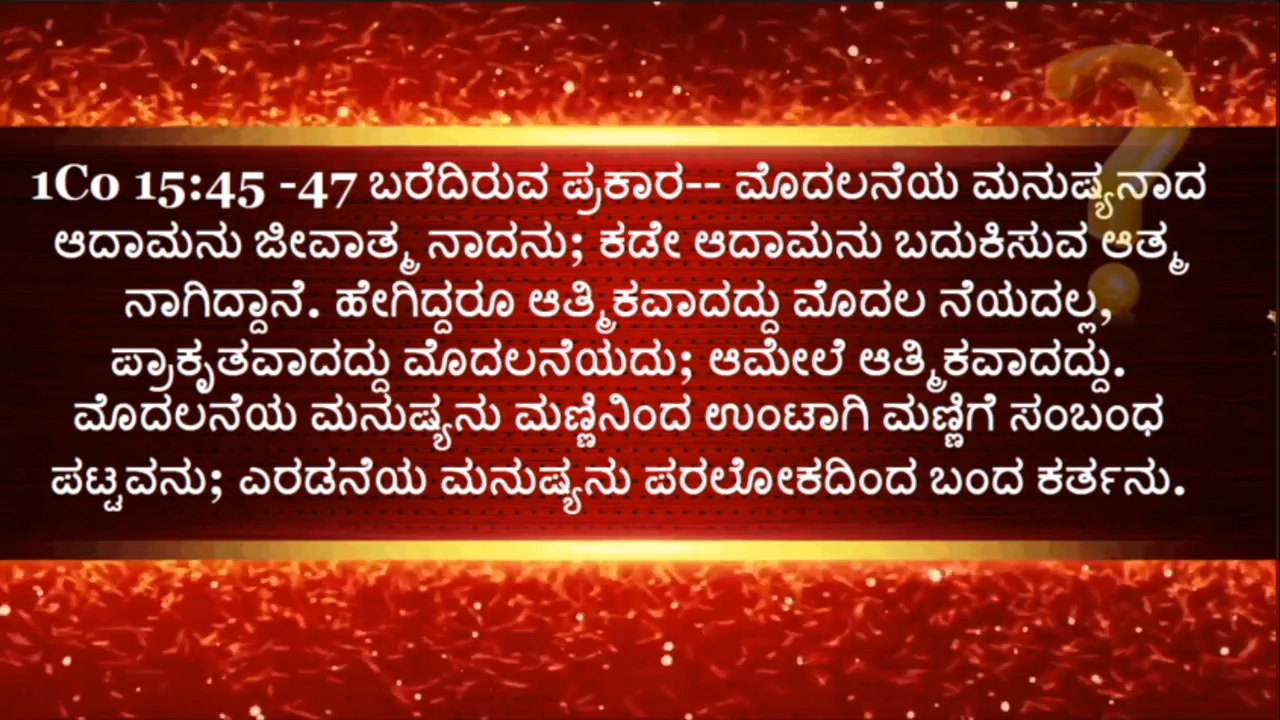 1Co 15:45 -47 ಬರೆದಿರುವ ಪ್ರಕಾರ-- ಮೊದಲನೆಯ ಮನುಷ್ಯನಾದ
ಆದಾಮನು ಜೀವಾತ್ಮ ನಾದನು; ಕಡೇ ಆದಾಮನು ಬದುಕಿಸುವ ಆತ್ಮ
ನಾಗಿದ್ದಾನೆ. ಹೇಗಿದ್ದರೂ ಆತ್ಮಿಕವಾದದ್ದು ಮೊದಲ ನೆಯದಲ್ಲ,
ಪ್ರಾಕೃತವಾದದ್ದು ಮೊದಲನೆಯದು; ಆಮೇಲೆ ಆತ್ಮಿಕವಾದದ್ದು.
ಮೊದಲನೆಯ ಮನುಷ್ಯನು ಮಣ್ಣಿನಿಂದ ಉಂಟಾಗಿ ಮಣ್ಣಿಗೆ ಸಂಬಂಧ
ಪಟ್ಟವನು; ಎರಡನೆಯ ಮನುಷ್ಯನು ಪರಲೋಕದಿಂದ ಬಂದ ಕರ್ತನು.